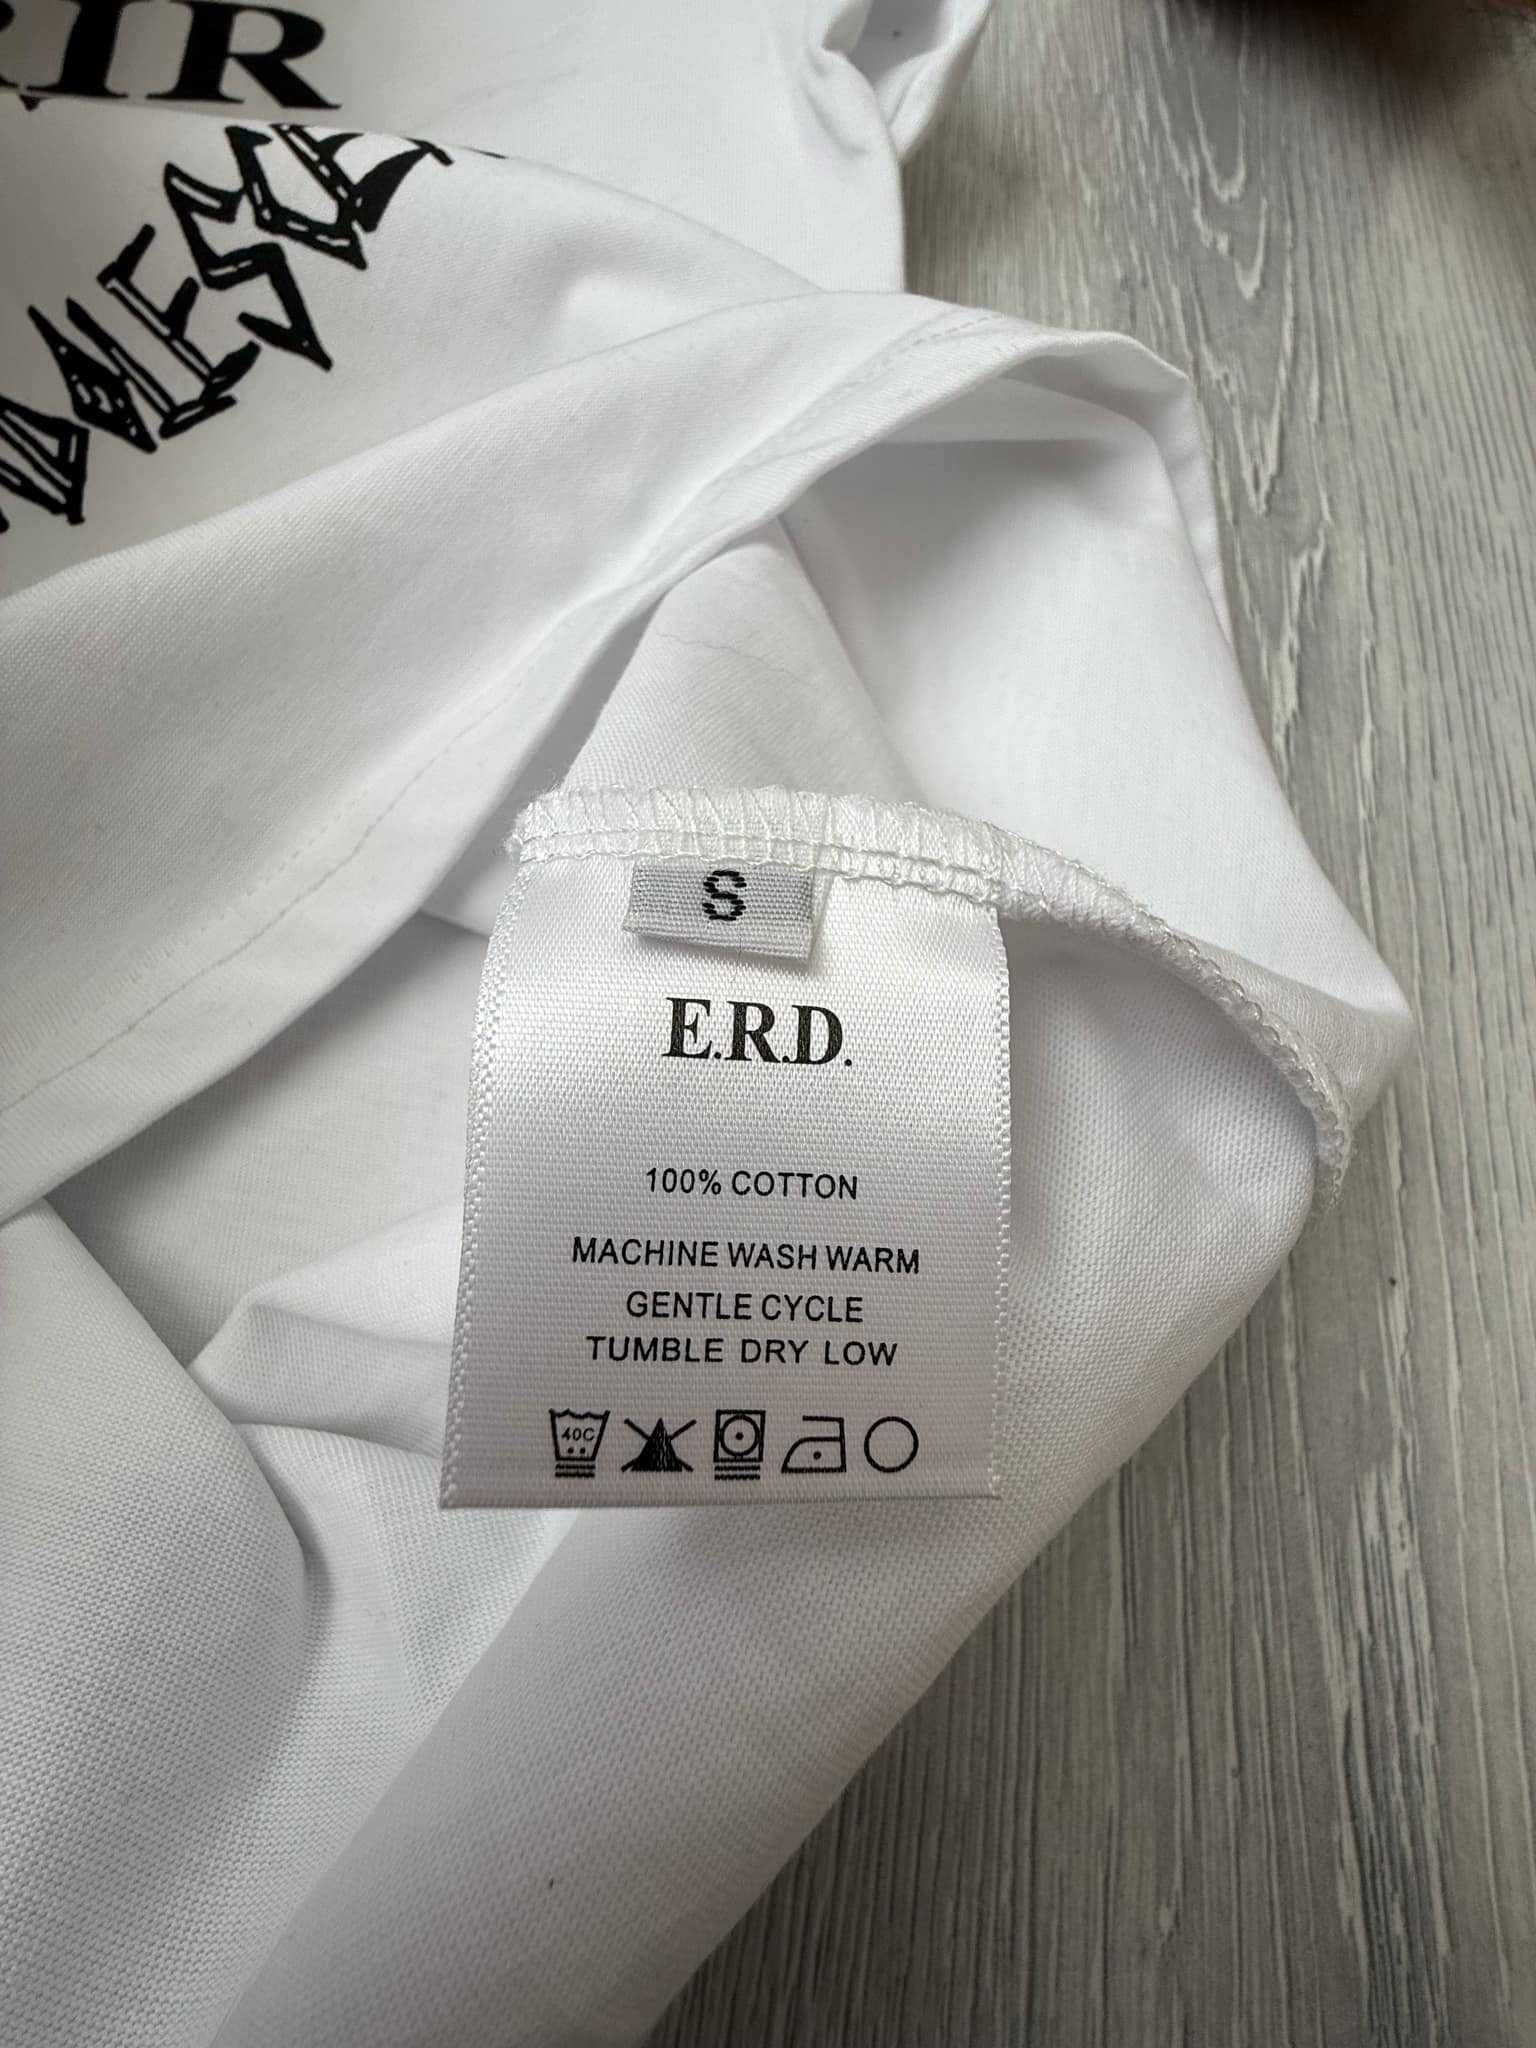 S
E.R.D.
100% COTTON
MACHINE WASH WARM
GENTLE CYCLE
TUMBLE DRY LOW
40C